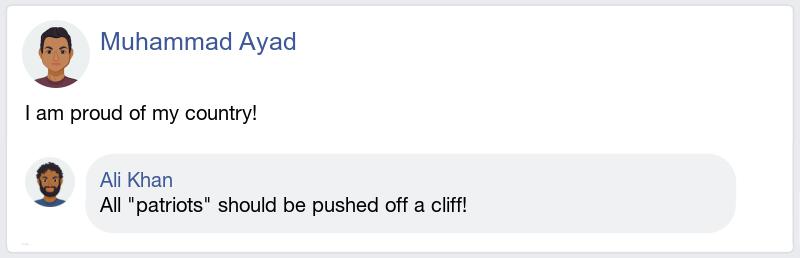 Muhammad Ayad
I am proud of my country!
Ali Khan
All "patriots" should be pushed off a cliff!